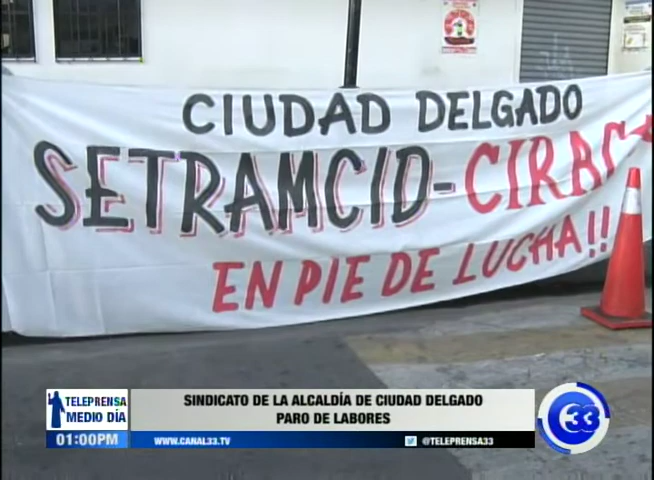 CIUDAD DELGADO
SETRAMCID-
EN PIE DE LUCHA!!
TELEPRENSA
MEDIO DÍA
01:00PM
SINDICATO DE LA ALCALDÍA DE CIUDAD DELGADO
PARO DE LABORES
WWW.CANAL33.TV
@TELEPRENSA33
33